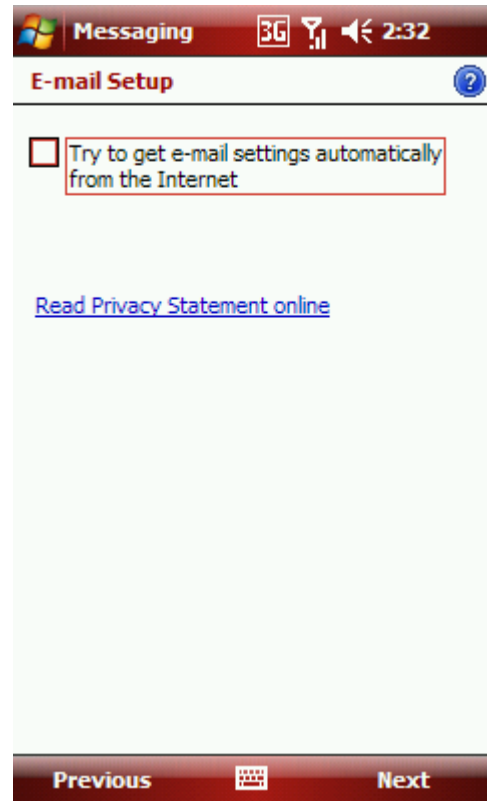 Messaging 3G 2:32
E-mail Setup ?
Try to get e-mail settings automatically
from the Internet
Read Privacy Statement online
Previous Next